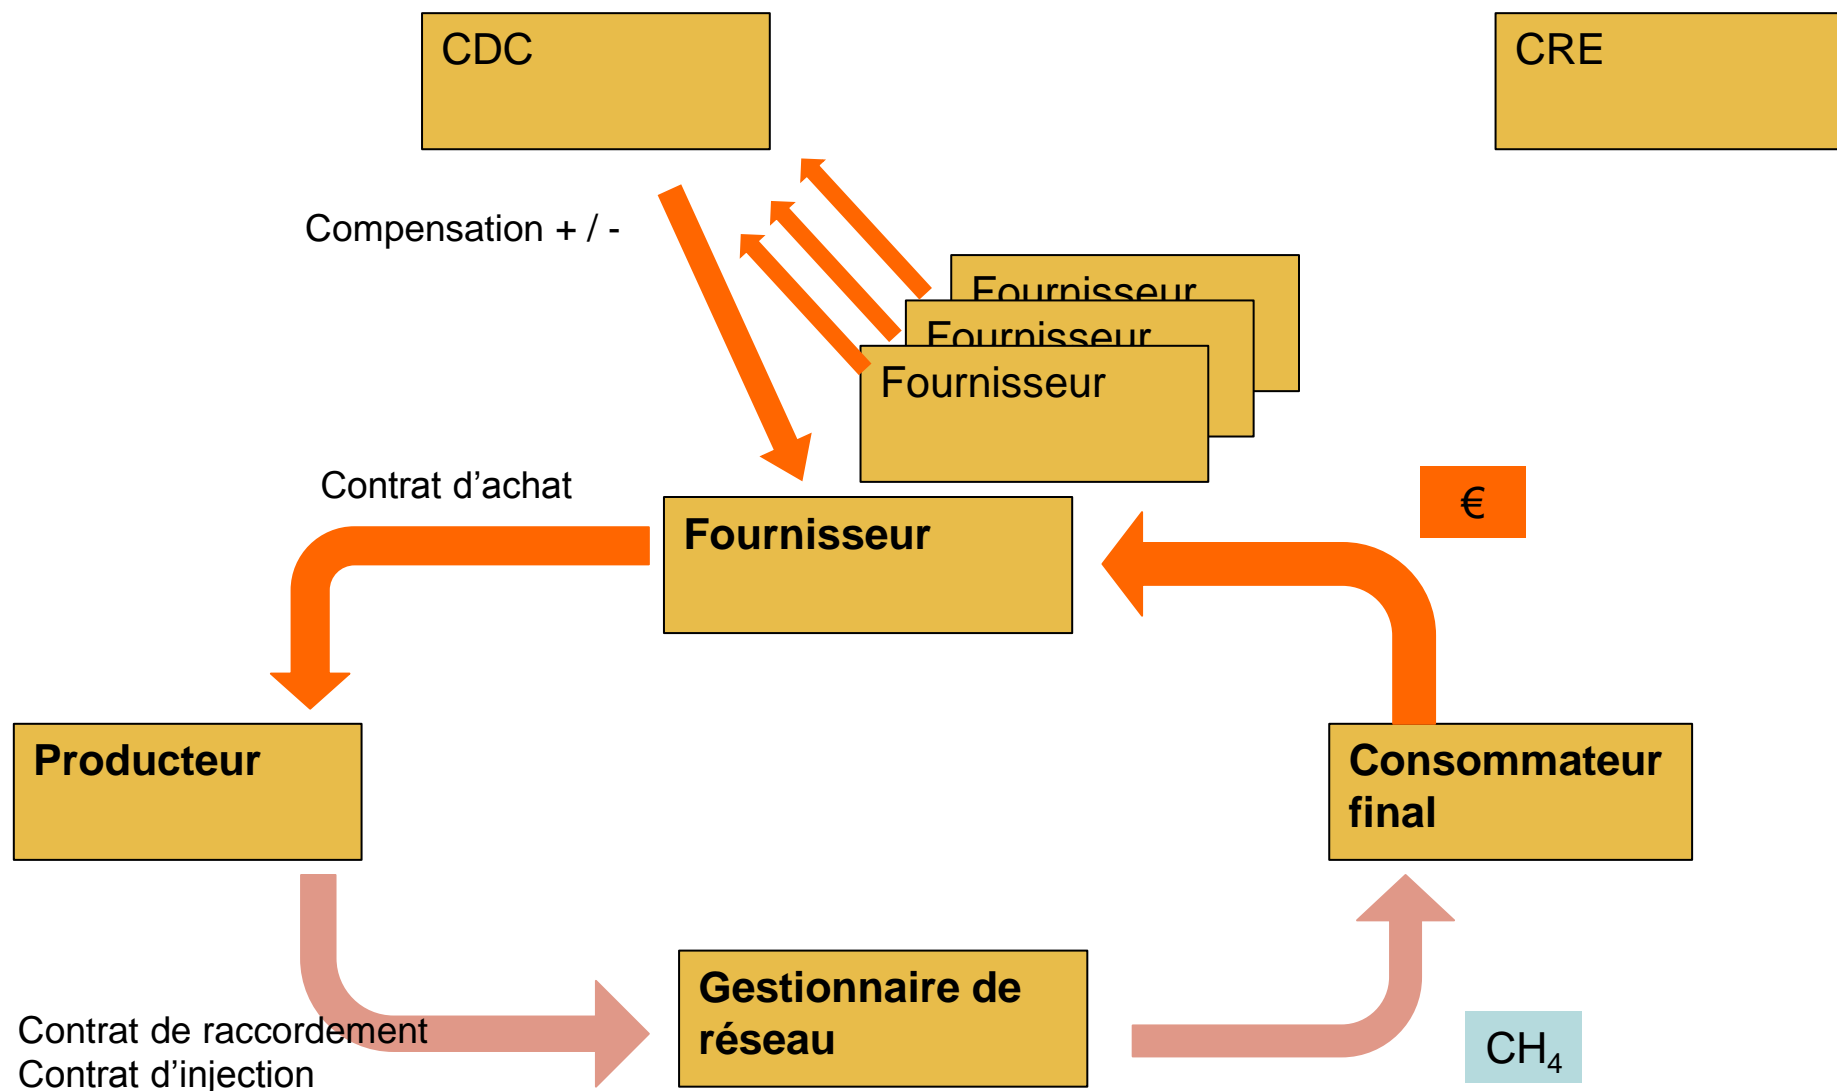 CDC
CRE
Compensation + / -
Fournisseur
Fournisseur
Fournisseur
Contrat d’achat
€
Fournisseur
Producteur
Consommateur
final
Gestionnaire de
réseau
Contrat de raccordement
Contrat d’injection
CH₄